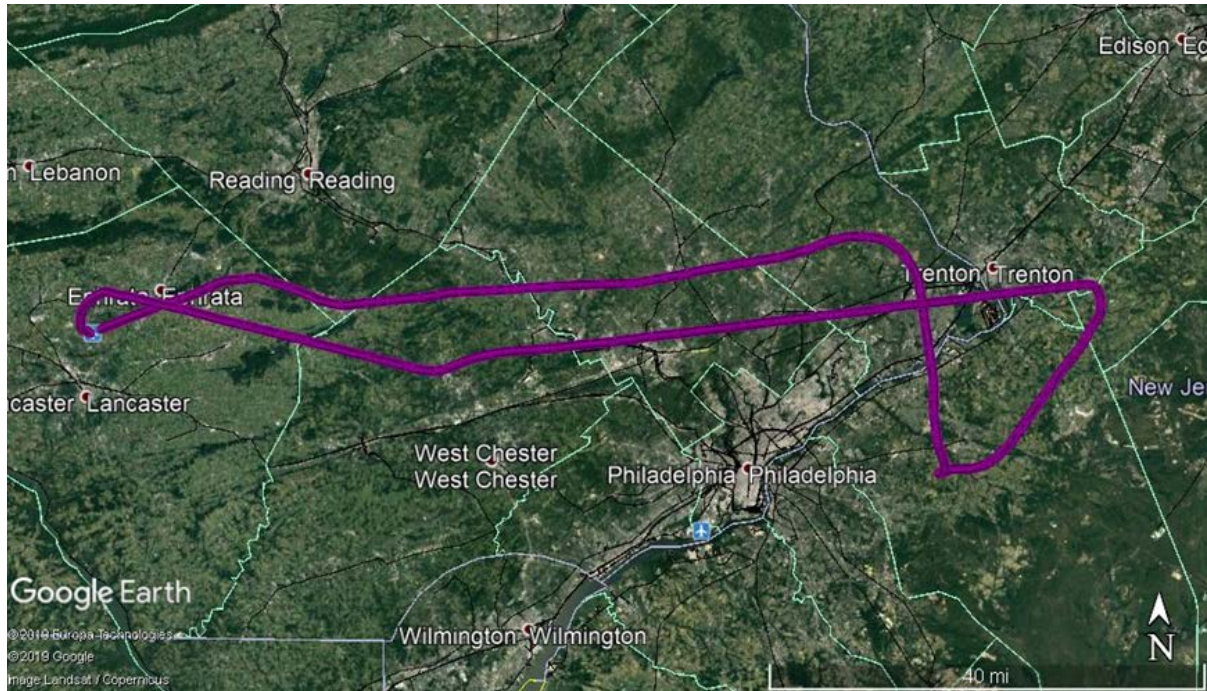 Edison Ed
n Lebanon
Reading Reading
Trenton Trenton
Ephrata Ephrata
ncaster Lancaster
New Je
West Chester
West Chester
Philadelphia Philadelphia
Google Earth
Wilmington Wilmington
© 2019 Europa Technologies
© 2019 Google
Image Landsat / Copernicus
N
40 mi